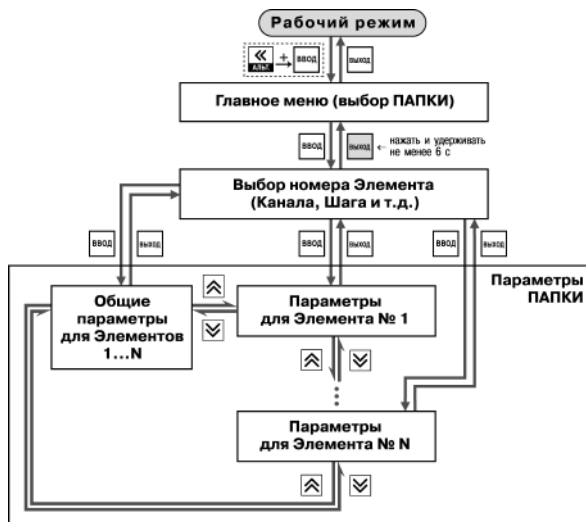 Рабочий режим
АЛЬТ.
ВВОД
ВЫХОД
Главное меню (выбор ПАПКИ)
ВВОД
ВЫХОД
нажать и удерживать
не менее 6 с
Выбор номера Элемента
(Канала, Шага и т.д.)
ВВОД
ВЫХОД
ВВОД
ВЫХОД
ВВОД
ВЫХОД
Параметры
ПАПКИ
Общие
параметры
для Элементов
1...N
Параметры
для Элемента № 1
Параметры
для Элемента № N